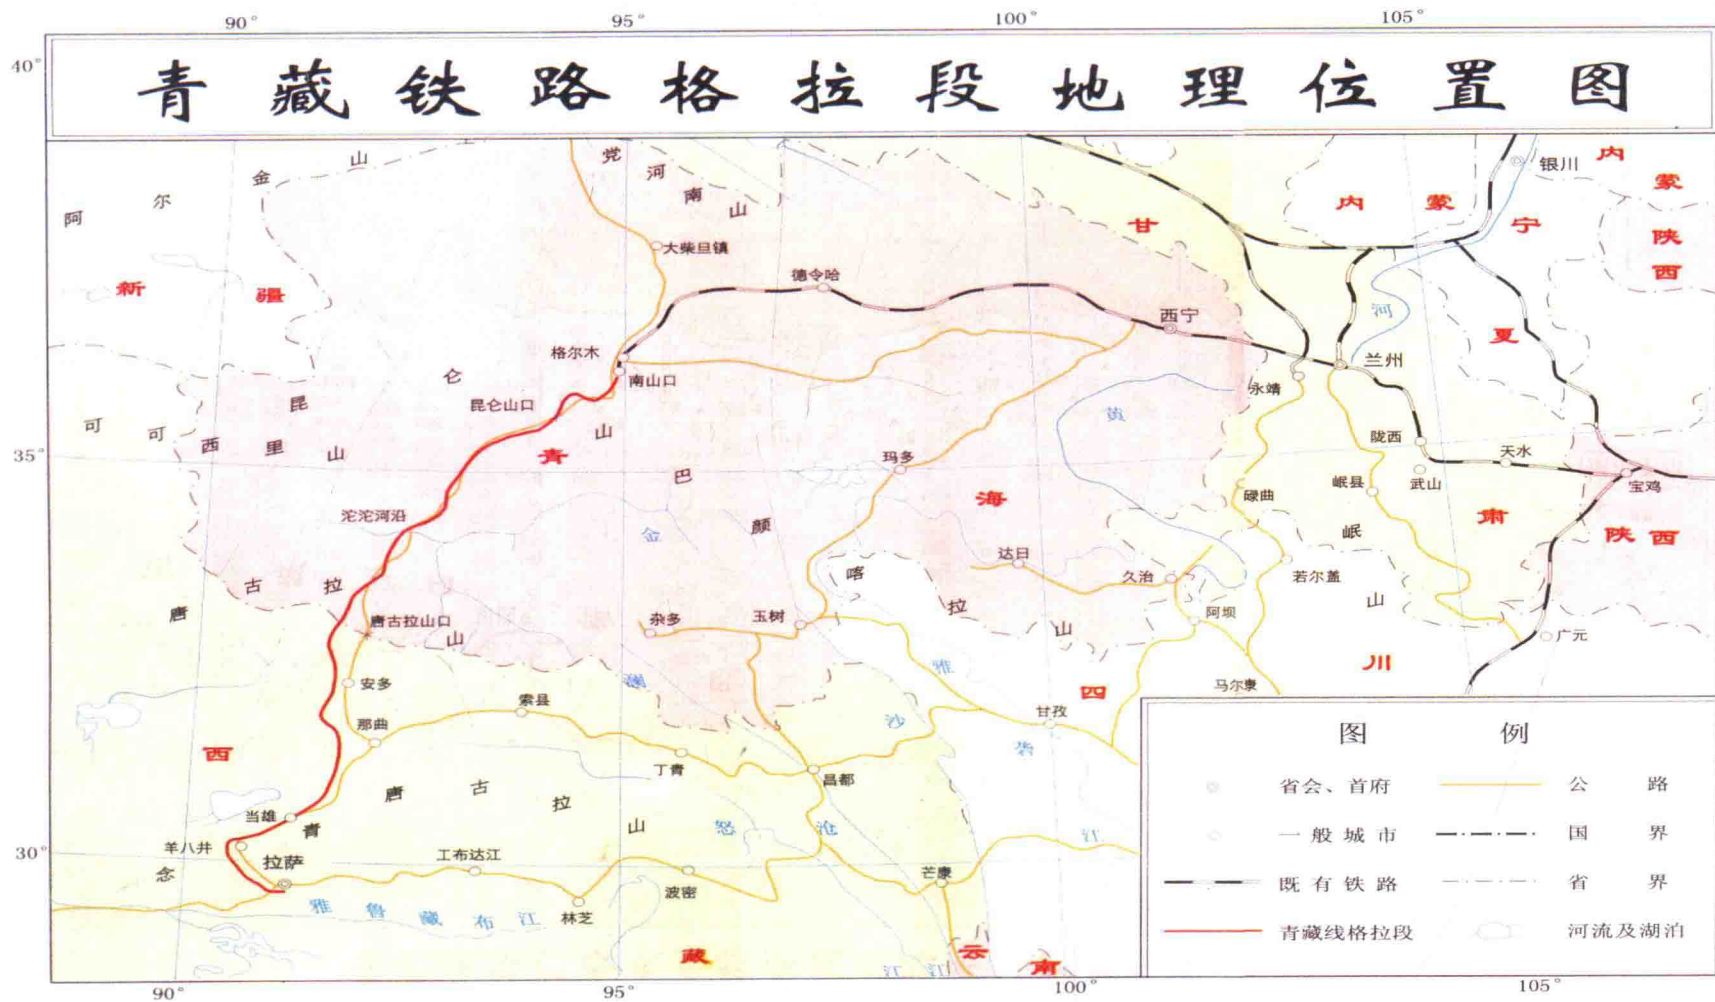 90° 95° 100° 105°
40°
青藏铁路格拉段地理位置图
银川
内蒙
党河南山
阿尔金山
内蒙
甘
宁
陕西
大柴旦镇
德令哈
新疆
西宁
河
夏
格尔木
兰州
南山口
永靖
昆仑山口
昆仑山
黄
可可西里山
陇西
天水
青
35°
玛多
巴颜喀拉山
岷县
武山
宝鸡
碌曲
海
肃
沱沱河沿
金
岷山
陕西
达日
久治
若尔盖
唐古拉山
唐古拉山口
杂多
玉树
阿坝
广元
雅
川
澜
安多
马尔康
四
索县
甘孜
沙
那曲
砻
西
丁青
昌都
唐古拉山
当雄
怒
沧
江
羊八井
青
30°
拉萨
工布达江
念
波密
芒康
雅鲁藏布江
林芝
藏
云南
江 江
图例
省会、首府
公路
一般城市
国界
既有铁路
省界
青藏线格拉段
河流及湖泊
90° 95° 100° 105°